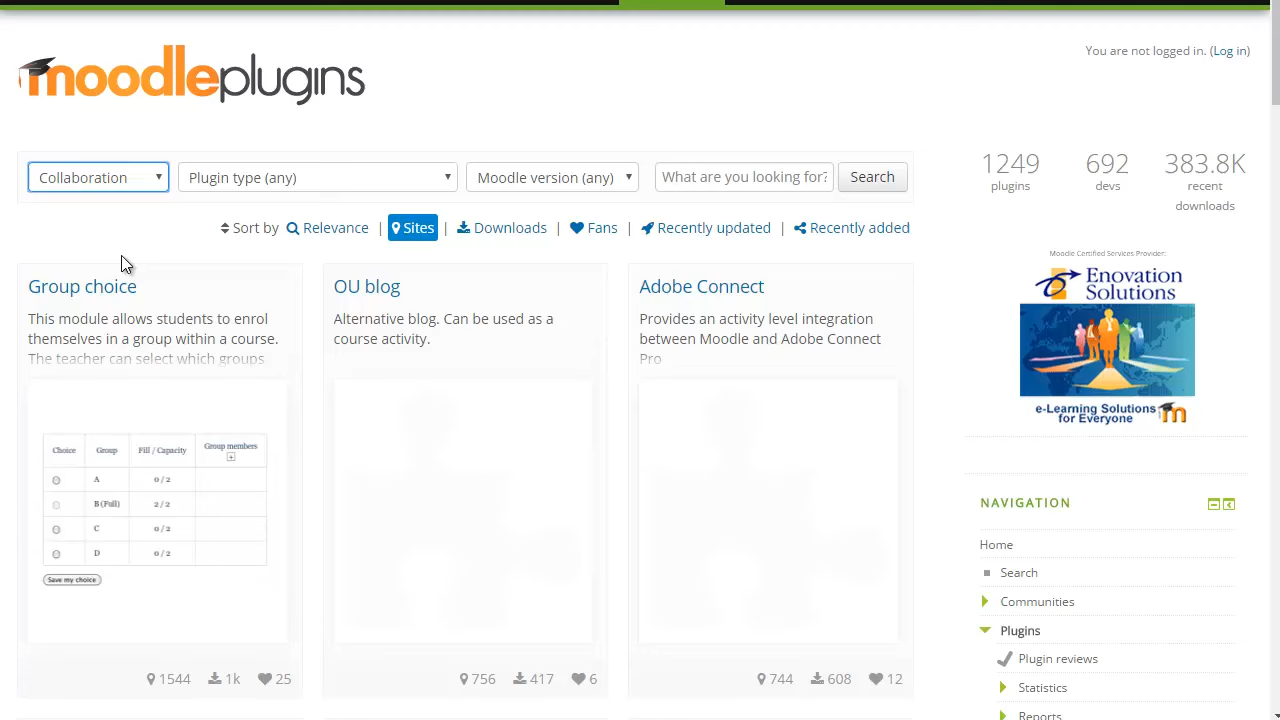 moodleplugins
You are not logged in. (Log in)
Collaboration
Plugin type (any)
Moodle version (any)
What are you looking for?
Search
Sort by Relevance | Sites | Downloads | Fans | Recently updated | Recently added
1249
plugins
692
devs
383.8K
recent
downloads
Group choice
This module allows students to enrol
themselves in a group within a course.
The teacher can select which groups
Choice Group Fill / Capacity Group members
A 0 / 2
B (Full) 2 / 2
C 0 / 2
D 0 / 2
Save my choice
1544 1k 25
OU blog
Alternative blog. Can be used as a
course activity.
756 417 6
Adobe Connect
Provides an activity level integration
between Moodle and Adobe Connect
Pro
744 608 12
Moodle Certified Services Provider:
Enovation
Solutions
e-Learning Solutions
for Everyone
m
NAVIGATION
Home
Search
Communities
Plugins
Plugin reviews
Statistics
Reports